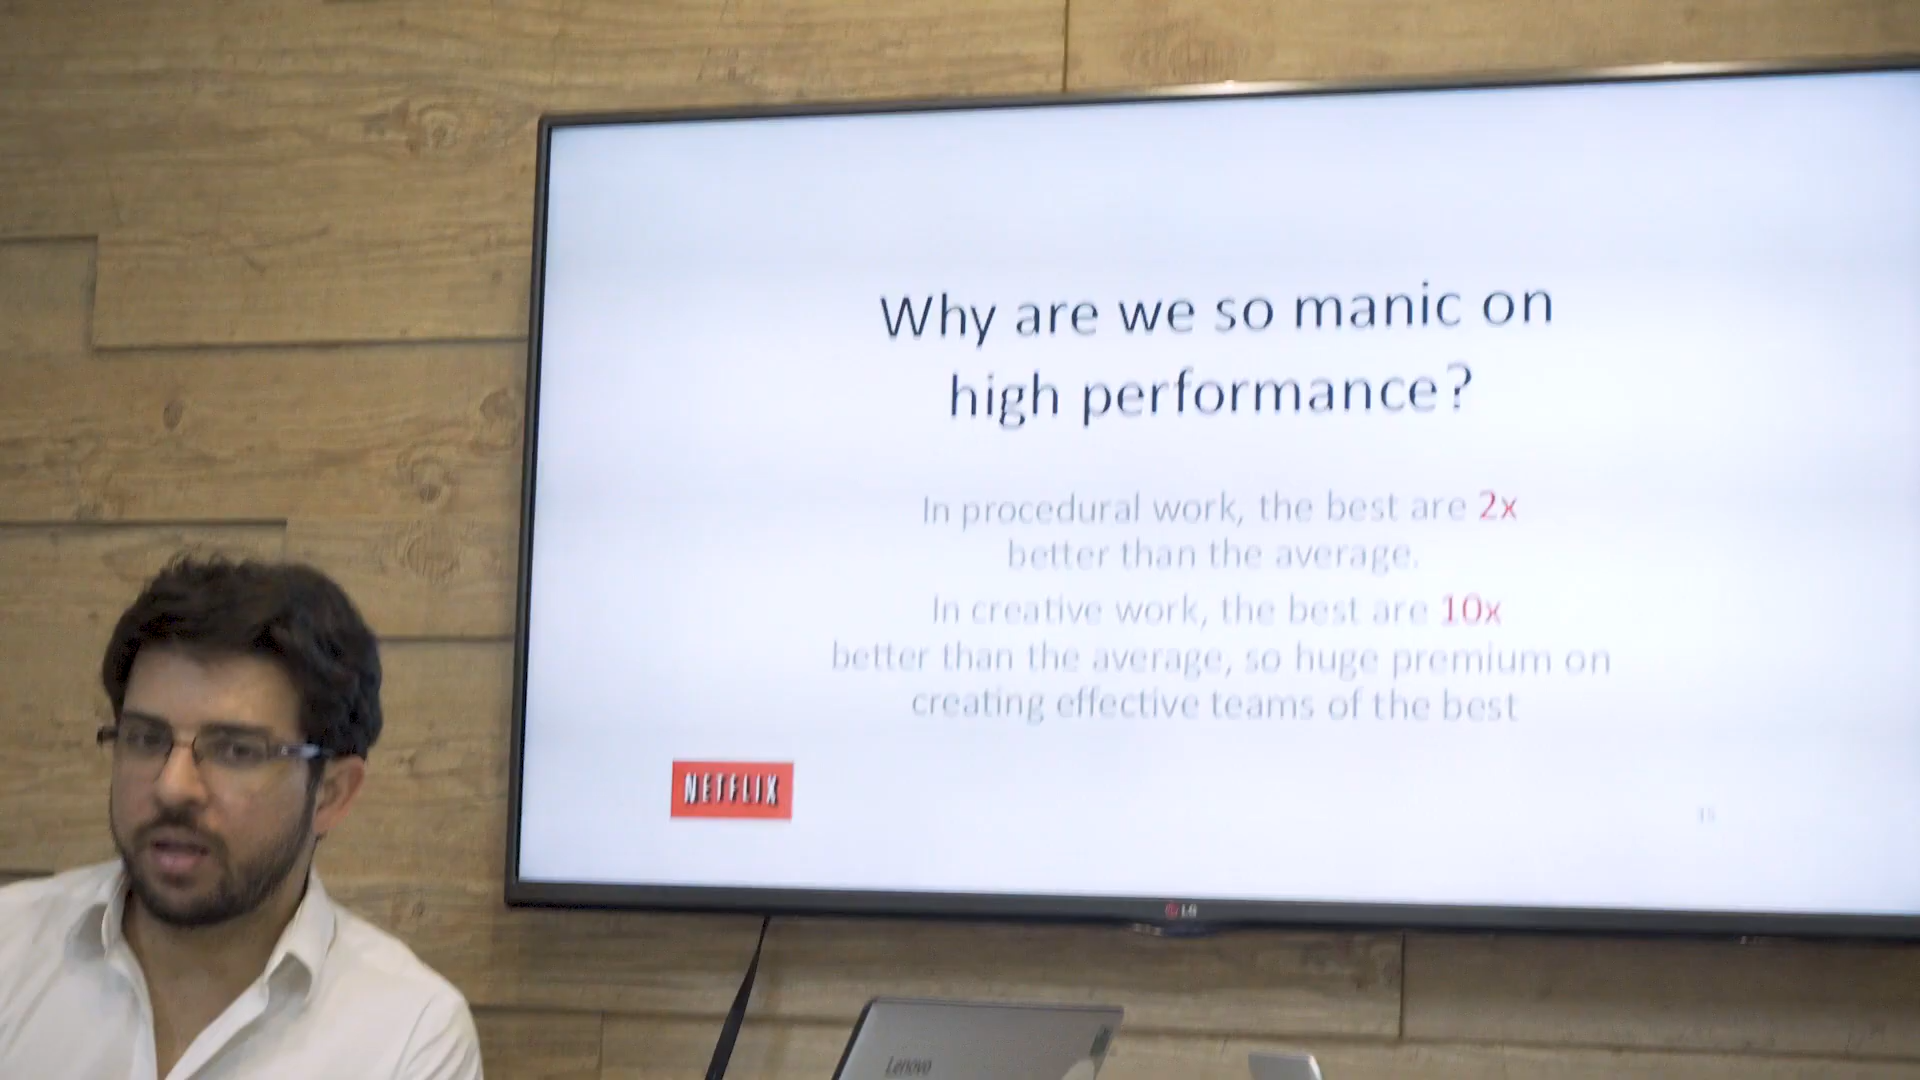 Why are we so manic on
high performance?
In procedural work, the best are 2x
better than the average.
In creative work, the best are 10x
better than the average, so huge premium on
creating effective teams of the best
NETFLIX
LG
Lenovo